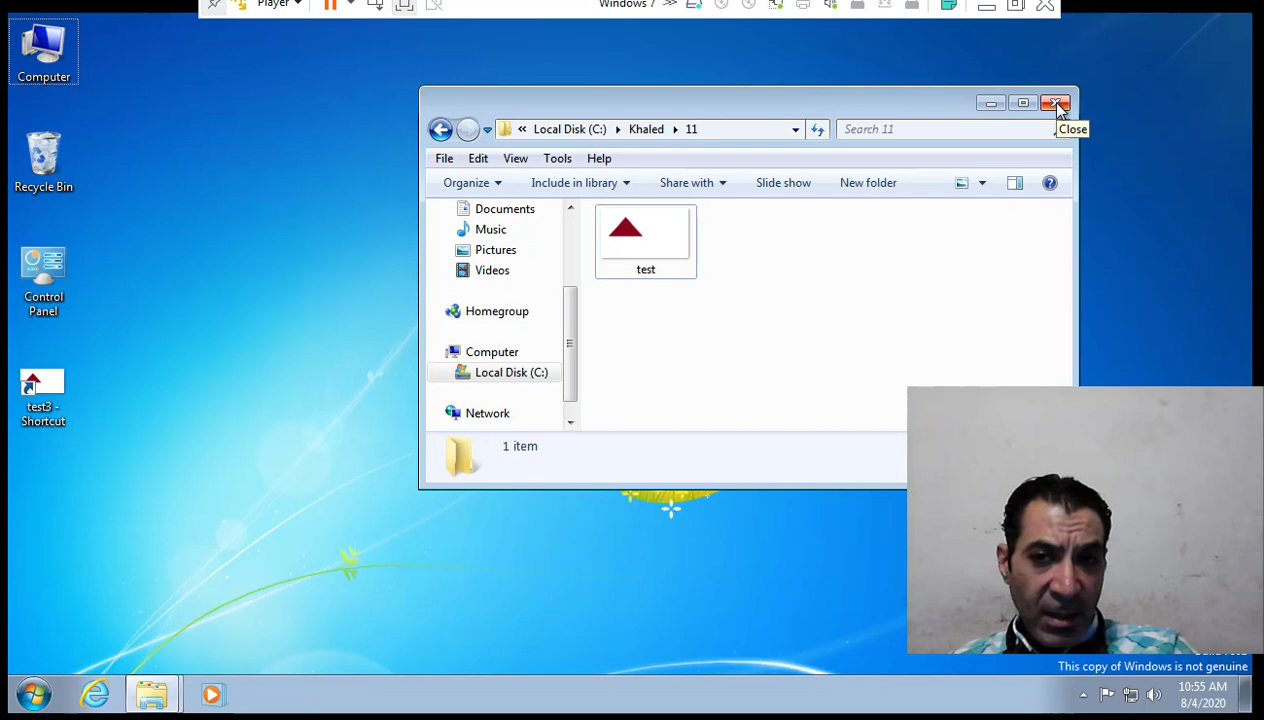 Player
Windows 7
Computer
Recycle Bin
Control
Panel
test3 -
Shortcut
« Local Disk (C:) Khaled 11
Search 11
Close
File Edit View Tools Help
Organize Include in library Share with Slide show New folder
Documents
Music
Pictures
Videos
Homegroup
Computer
Local Disk (C:)
Network
test
1 item
This copy of Windows is not genuine
10:55 AM
8/4/2020